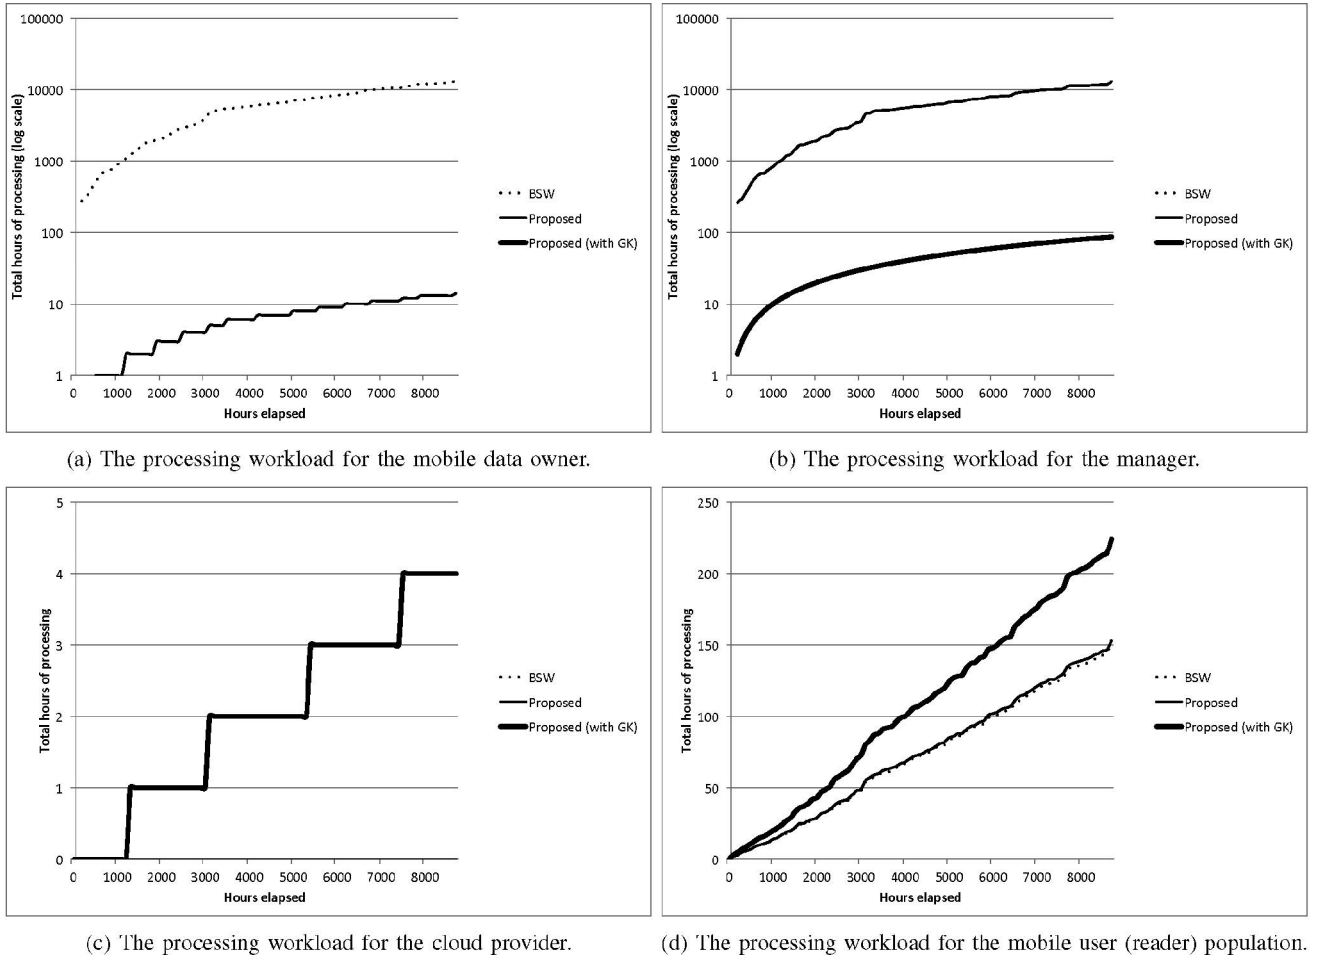 100000
10000
1000
100
10
1
0 1000 2000 3000 4000 5000 6000 7000 8000
Total hours of processing (log scale)
Hours elapsed
BSW
Proposed
Proposed (with GK)
100000
10000
1000
100
10
1
0 1000 2000 3000 4000 5000 6000 7000 8000
Total hours of processing (log scale)
Hours elapsed
BSW
Proposed
Proposed (with GK)
(a) The processing workload for the mobile data owner.
(b) The processing workload for the manager.
5
4
3
2
1
0
0 1000 2000 3000 4000 5000 6000 7000 8000
Total hours of processing
Hours elapsed
BSW
Proposed
Proposed (with GK)
250
200
150
100
50
0
0 1000 2000 3000 4000 5000 6000 7000 8000
Total hours of processing
Hours elapsed
BSW
Proposed
Proposed (with GK)
(c) The processing workload for the cloud provider.
(d) The processing workload for the mobile user (reader) population.